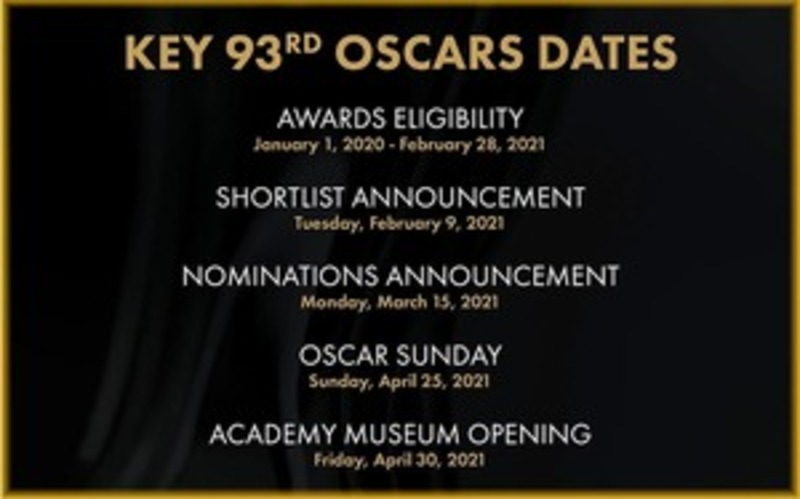 KEY 93RD OSCARS DATES
AWARDS ELIGIBILITY
January 1, 2020 - February 28, 2021
SHORTLIST ANNOUNCEMENT
Tuesday, February 9, 2021
NOMINATIONS ANNOUNCEMENT
Monday, March 15, 2021
OSCAR SUNDAY
Sunday, April 25, 2021
ACADEMY MUSEUM OPENING
Friday, April 30, 2021